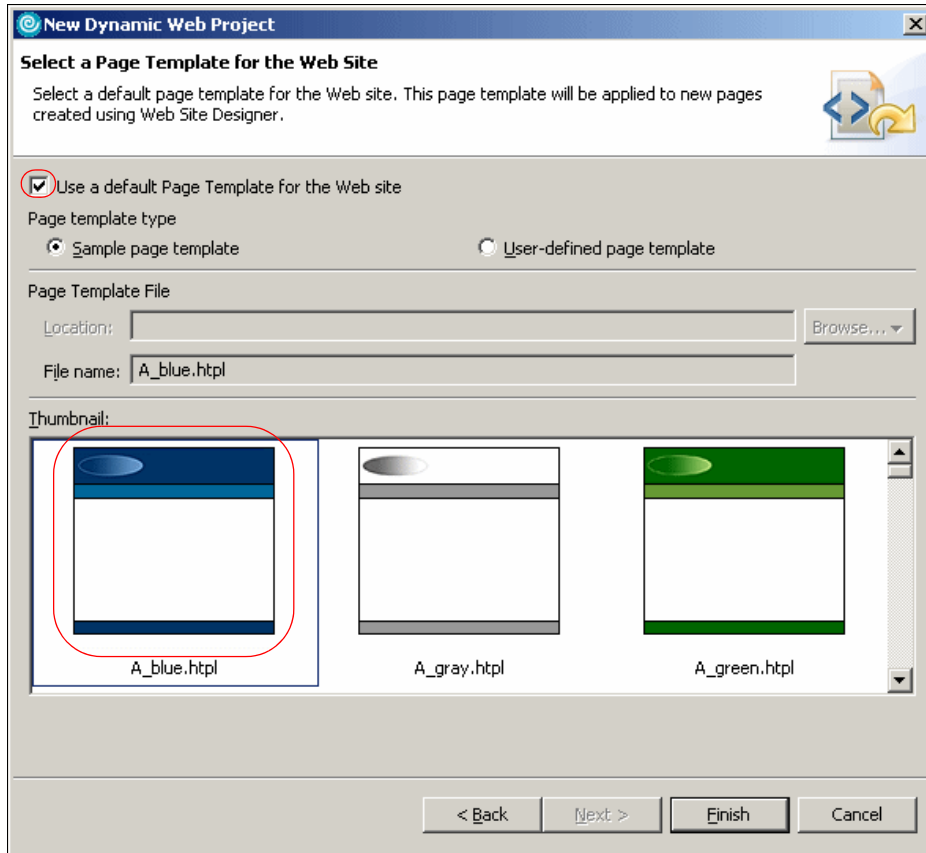 New Dynamic Web Project
Select a Page Template for the Web Site
Select a default page template for the Web site. This page template will be applied to new pages
created using Web Site Designer.
Use a default Page Template for the Web site
Page template type
Sample page template
User-defined page template
Page Template File
Location:
Browse...
File name: A_blue.htpl
Thumbnail:
A_blue.htpl
A_gray.htpl
A_green.htpl
< Back
Next >
Finish
Cancel